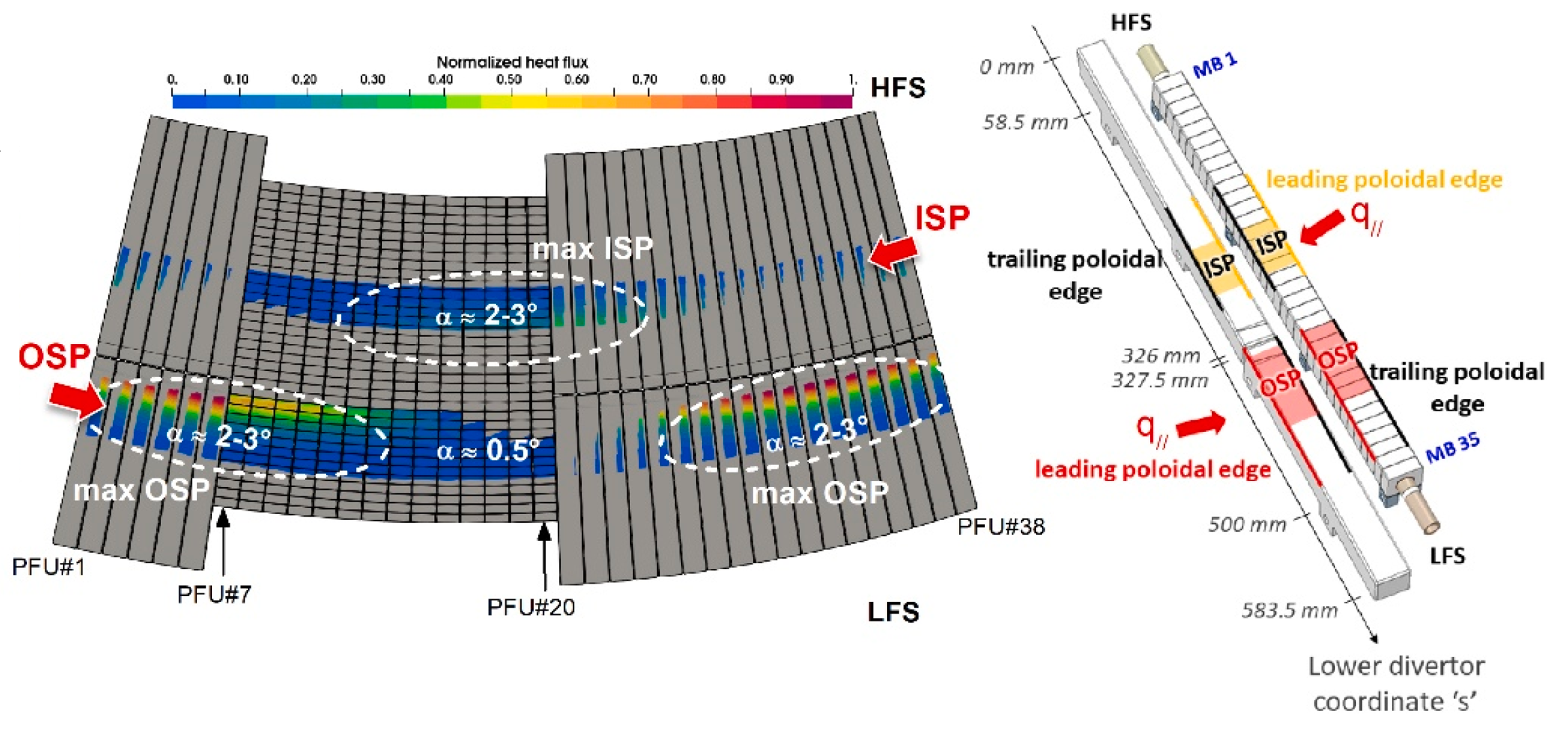 Normalized heat flux
0. 0.10 0.20 0.30 0.40 0.50 0.60 0.70 0.80 0.90 1.
HFS
ISP
max ISP
α ≈ 2-3°
OSP
α ≈ 2-3°
α ≈ 0.5°
α ≈ 2-3°
max OSP
max OSP
PFU#1
PFU#7
PFU#20
PFU#38
LFS
HFS
MB 1
0 mm
58.5 mm
leading poloidal edge
q//
ISP
ISP
trailing poloidal
edge
326 mm
327.5 mm
OSP
OSP
trailing poloidal
edge
q//
leading poloidal edge
MB 35
500 mm
LFS
583.5 mm
Lower divertor
coordinate ‘s’